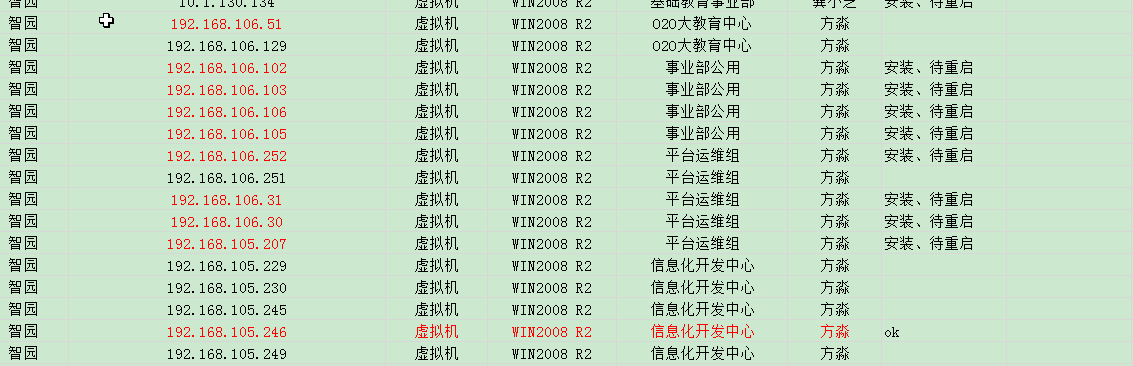 智园 10.1.130.134 虚拟机 WIN2008 R2 基础教育事业部 龚小芝 安装、待重启
智园 192.168.106.51 虚拟机 WIN2008 R2 O2O大教育中心 方淼
智园 192.168.106.129 虚拟机 WIN2008 R2 O2O大教育中心 方淼
智园 192.168.106.102 虚拟机 WIN2008 R2 事业部公用 方淼 安装、待重启
智园 192.168.106.103 虚拟机 WIN2008 R2 事业部公用 方淼 安装、待重启
智园 192.168.106.106 虚拟机 WIN2008 R2 事业部公用 方淼 安装、待重启
智园 192.168.106.105 虚拟机 WIN2008 R2 事业部公用 方淼 安装、待重启
智园 192.168.106.252 虚拟机 WIN2008 R2 平台运维组 方淼 安装、待重启
智园 192.168.106.251 虚拟机 WIN2008 R2 平台运维组 方淼
智园 192.168.106.31 虚拟机 WIN2008 R2 平台运维组 方淼 安装、待重启
智园 192.168.106.30 虚拟机 WIN2008 R2 平台运维组 方淼 安装、待重启
智园 192.168.105.207 虚拟机 WIN2008 R2 平台运维组 方淼 安装、待重启
智园 192.168.105.229 虚拟机 WIN2008 R2 信息化开发中心 方淼
智园 192.168.105.230 虚拟机 WIN2008 R2 信息化开发中心 方淼
智园 192.168.105.245 虚拟机 WIN2008 R2 信息化开发中心 方淼
智园 192.168.105.246 虚拟机 WIN2008 R2 信息化开发中心 方淼 ok
智园 192.168.105.249 虚拟机 WIN2008 R2 信息化开发中心 方淼